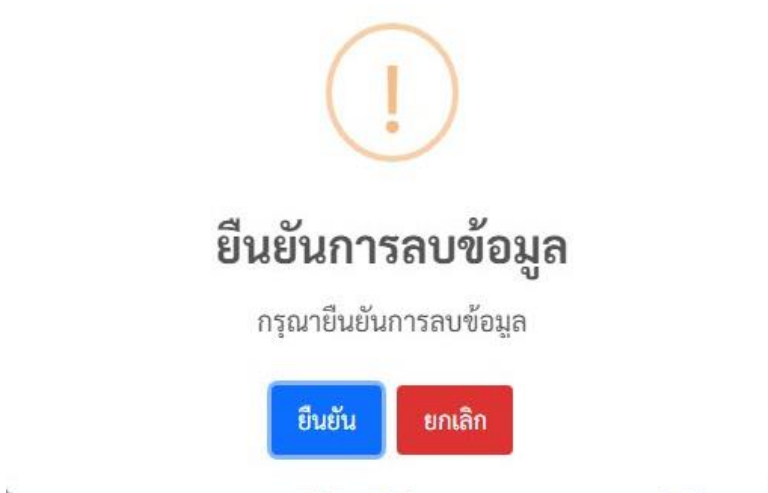 !
ยืนยันการลบข้อมูล
กรุณายืนยันการลบข้อมูล
ยืนยัน ยกเลิก